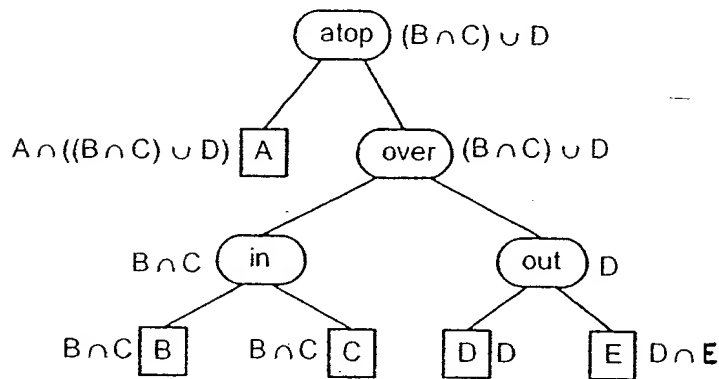 atop (B ∩ C) ∪ D
A ∩ ((B ∩ C) ∪ D) A over (B ∩ C) ∪ D
B ∩ C in out D
B ∩ C B B ∩ C C D D E D ∩ E